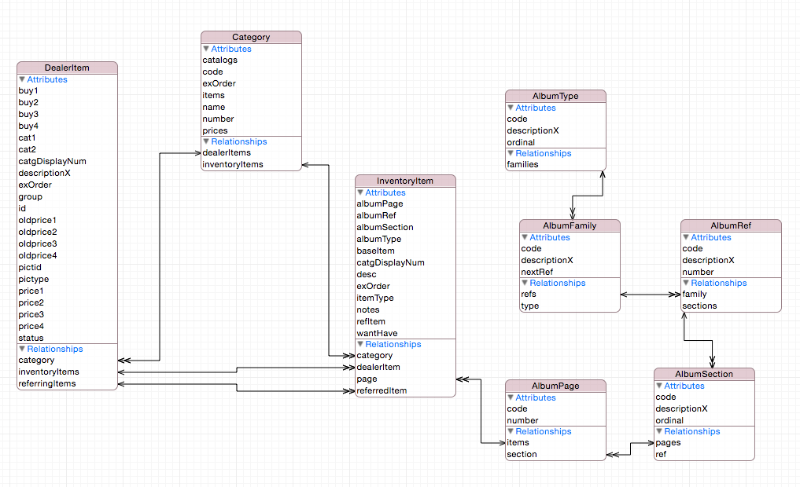 DealerItem
Attributes
buy1
buy2
buy3
buy4
cat1
cat2
catgDisplayNum
descriptionX
exOrder
group
id
oldprice1
oldprice2
oldprice3
oldprice4
pictid
pictype
price1
price2
price3
price4
status
Relationships
category
inventoryItems
referringItems
Category
Attributes
catalogs
code
exOrder
items
name
number
prices
Relationships
dealerItems
inventoryItems
InventoryItem
Attributes
albumPage
albumRef
albumSection
albumType
baseItem
catgDisplayNum
desc
exOrder
itemType
notes
refItem
wantHave
Relationships
category
dealerItem
page
referredItem
AlbumType
Attributes
code
descriptionX
ordinal
Relationships
families
AlbumFamily
Attributes
code
descriptionX
nextRef
Relationships
refs
type
AlbumRef
Attributes
code
descriptionX
number
Relationships
family
sections
AlbumPage
Attributes
code
number
Relationships
items
section
AlbumSection
Attributes
code
descriptionX
ordinal
Relationships
pages
ref